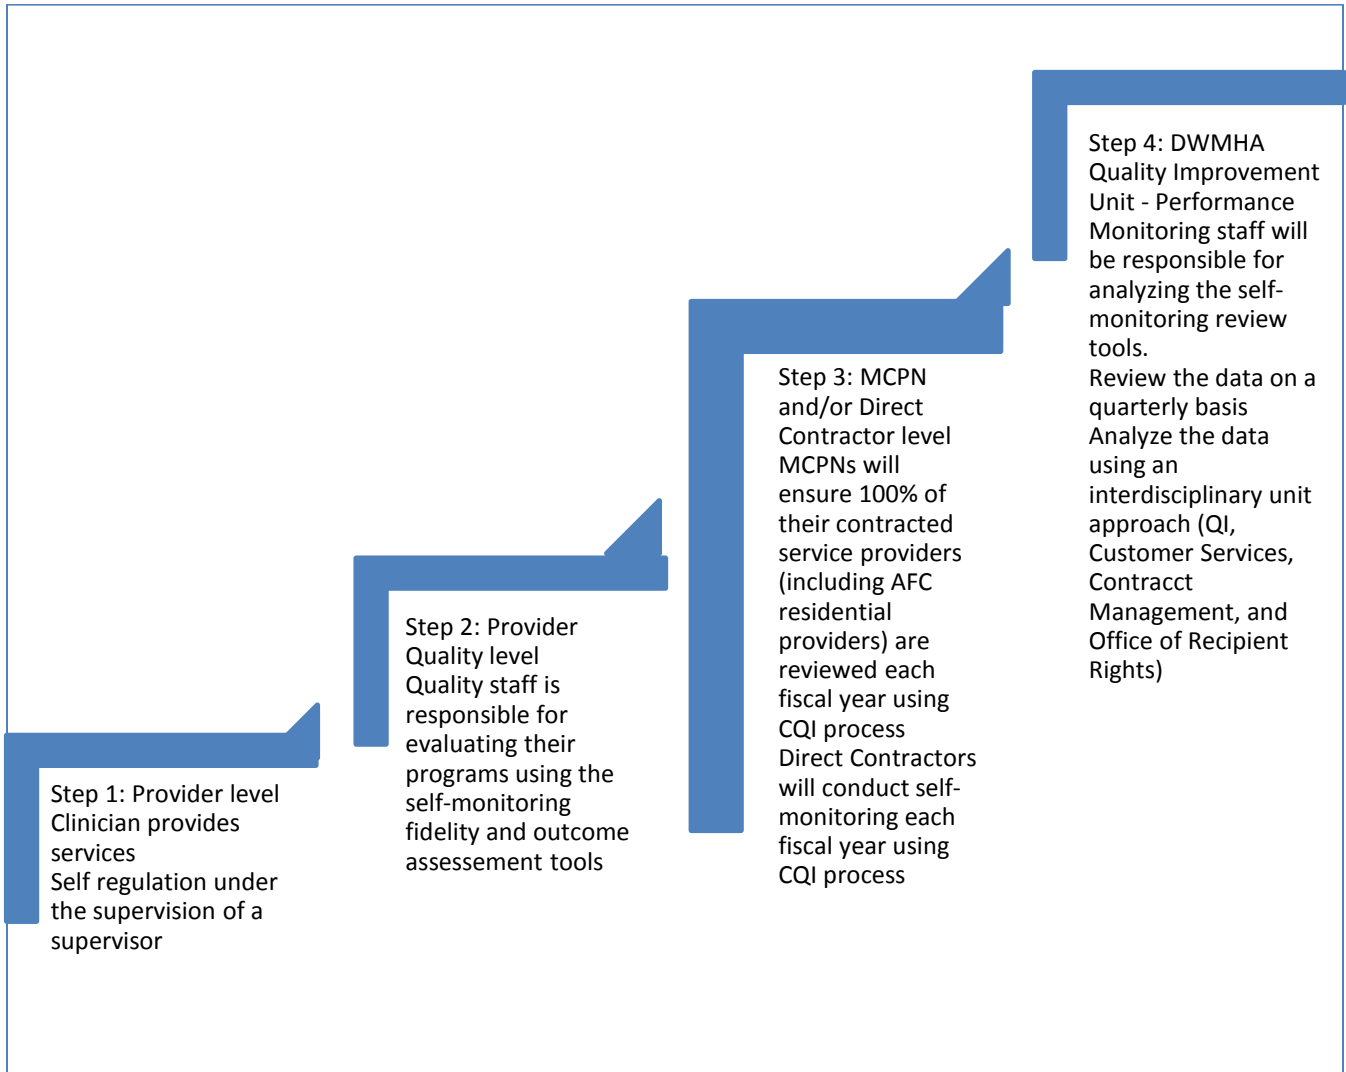 Step 1: Provider level
Clinician provides
services
Self regulation under
the supervision of a
supervisor
Step 2: Provider
Quality level
Quality staff is
responsible for
evaluating their
programs using the
self-monitoring
fidelity and outcome
assessement tools
Step 3: MCPN
and/or Direct
Contractor level
MCPNs will
ensure 100% of
their contracted
service providers
(including AFC
residential
providers) are
reviewed each
fiscal year using
CQI process
Direct Contractors
will conduct self-
monitoring each
fiscal year using
CQI process
Step 4: DWMHA
Quality Improvement
Unit - Performance
Monitoring staff will
be responsible for
analyzing the self-
monitoring review
tools.
Review the data on a
quarterly basis
Analyze the data
using an
interdisciplinary unit
approach (QI,
Customer Services,
Contracct
Management, and
Office of Recipient
Rights)